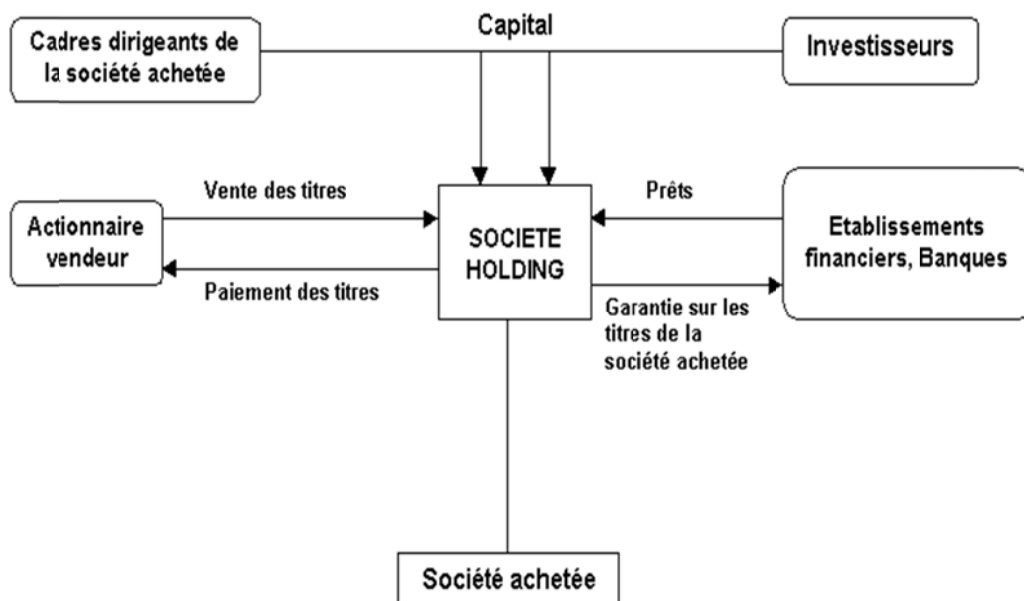 Capital
Cadres dirigeants de
la société achetée
Investisseurs
Vente des titres
Prêts
Actionnaire
vendeur
SOCIETE
HOLDING
Etablissements
financiers, Banques
Paiement des titres
Garantie sur les
titres de la
société achetée
Société achetée